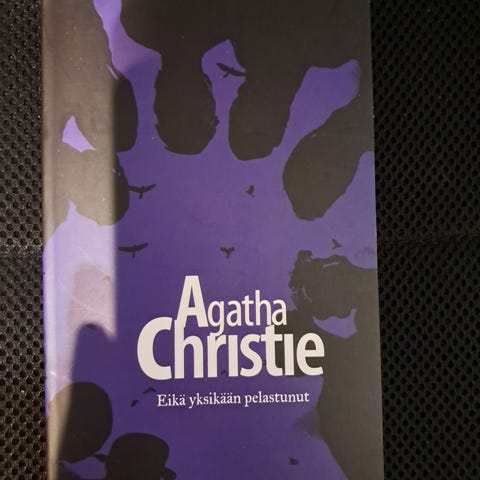 Agatha
Christie
Eikä yksikään pelastunut